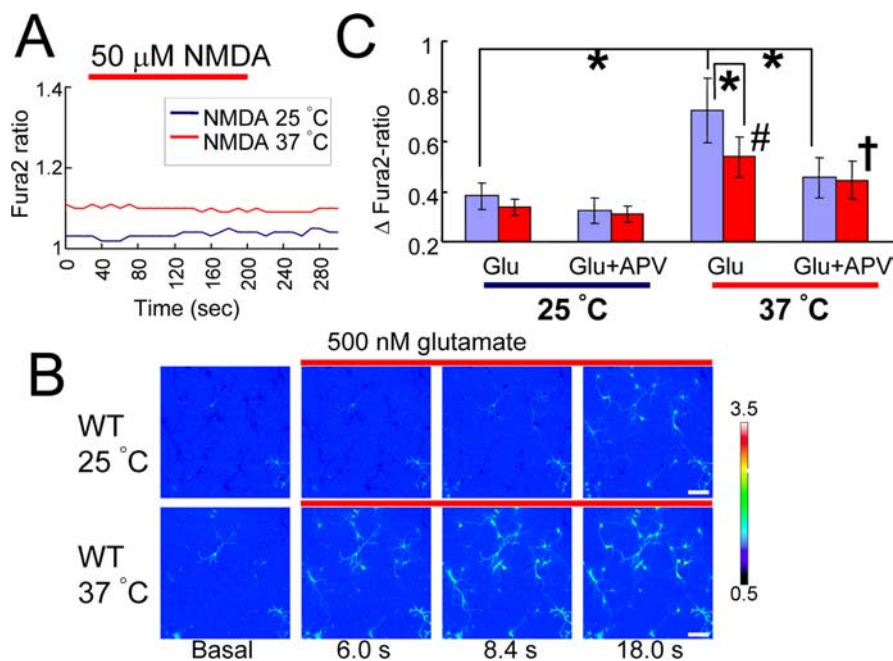 A
50 μM NMDA
1.4
1.2
1
Fura2 ratio
NMDA 25 °C
NMDA 37 °C
0
40
80
120
160
200
240
280
Time (sec)
C
1
0.8
0.6
0.4
0.2
Δ Fura2-ratio
*
*
*
#
†
Glu
Glu+APV
Glu
Glu+APV
25 °C
37 °C
B
500 nM glutamate
WT
25 °C
WT
37 °C
Basal
6.0 s
8.4 s
18.0 s
3.5
0.5